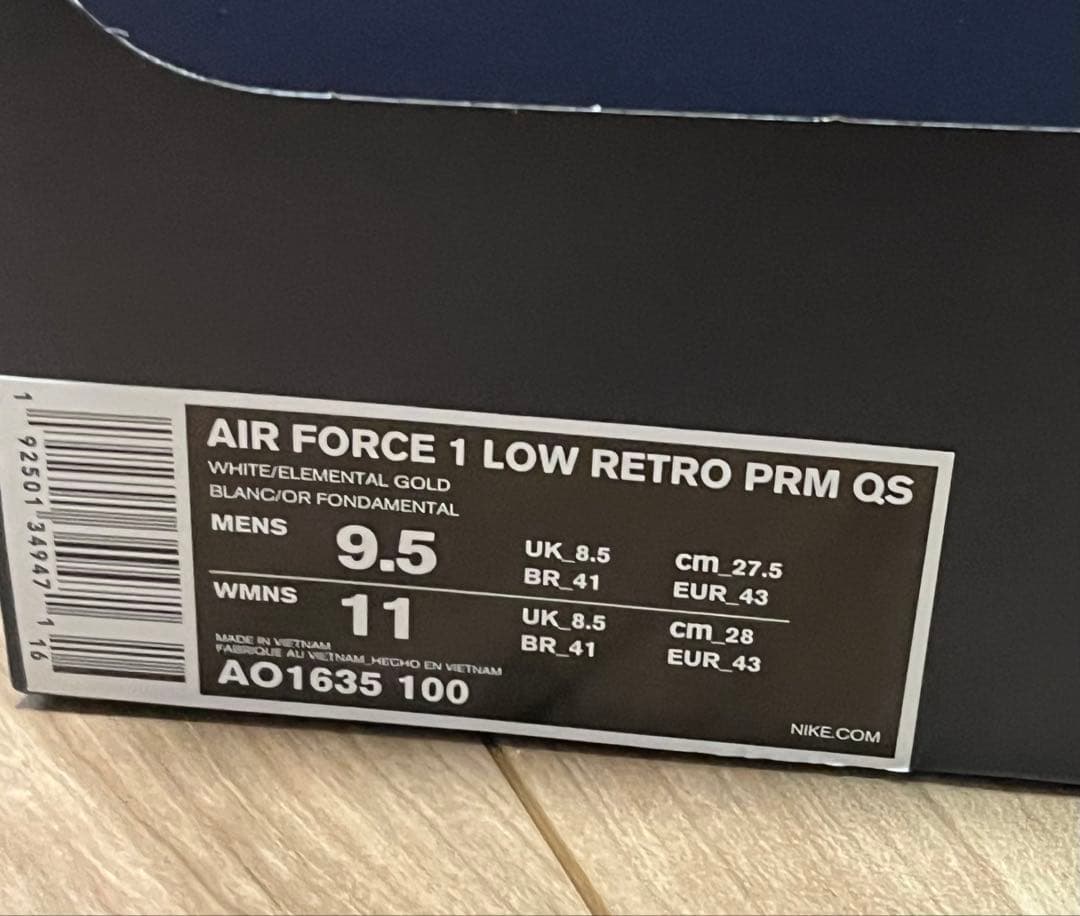 AIR FORCE 1 LOW RETRO PRM QS
WHITE/ELEMENTAL GOLD
BLANC/OR FONDAMENTAL
MENS 9.5 UK_8.5 cm_27.5
BR_41 EUR_43
WMNS 11 UK_8.5 cm_28
BR_41 EUR_43
MADE IN VIETNAM
FABRIQUE AU VIETNAM_HECHO EN VIETNAM
AO1635 100
NIKE.COM
1 92501 34947 1 16